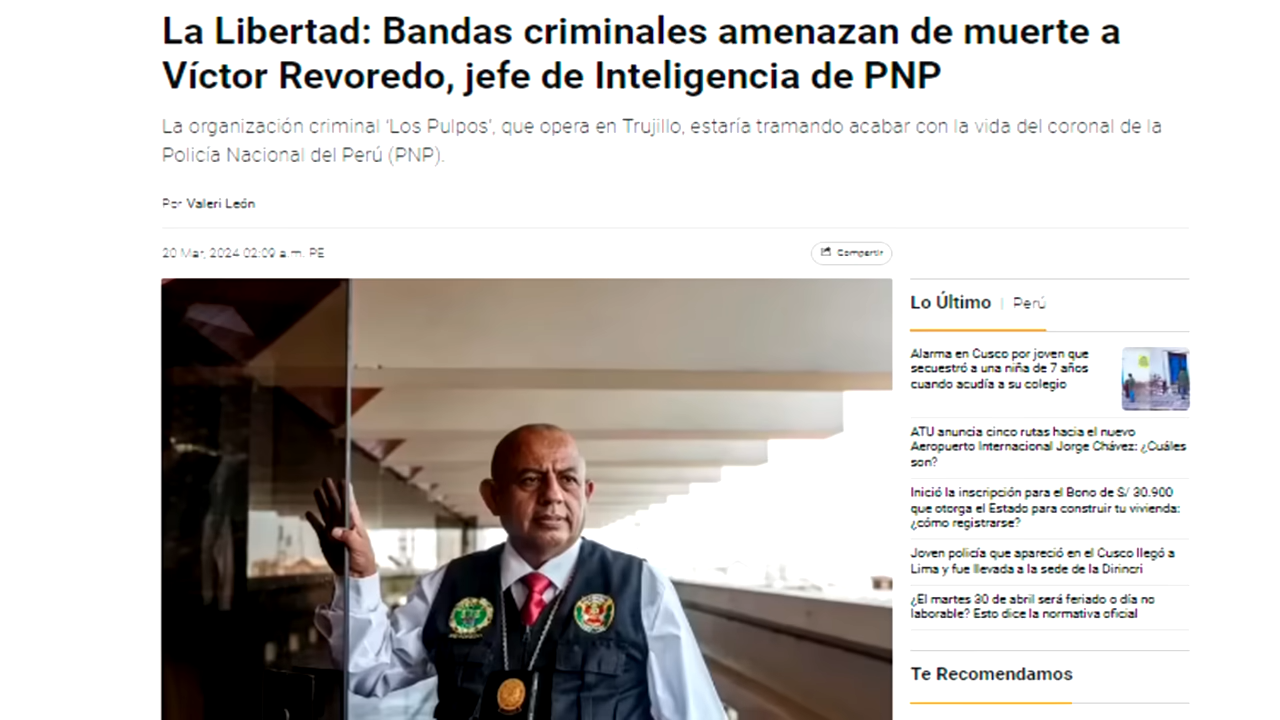 La Libertad: Bandas criminales amenazan de muerte a
Víctor Revoredo, jefe de Inteligencia de PNP
La organización criminal 'Los Pulpos', que opera en Trujillo, estaría tramando acabar con la vida del coronal de la
Policía Nacional del Perú (PNP).
Por Valeri León
20 Mar, 2024 02:09 a.m. PE
Compartir
Lo Último | Perú
Alarma en Cusco por joven que
secuestró a una niña de 7 años
cuando acudía a su colegio
ATU anuncia cinco rutas hacia el nuevo
Aeropuerto Internacional Jorge Chávez: ¿Cuáles
son?
Inició la inscripción para el Bono de S/ 30.900
que otorga el Estado para construir tu vivienda:
¿cómo registrarse?
Joven policía que apareció en el Cusco llegó a
Lima y fue llevada a la sede de la Dirincri
¿El martes 30 de abril será feriado o día no
laborable? Esto dice la normativa oficial
Te Recomendamos